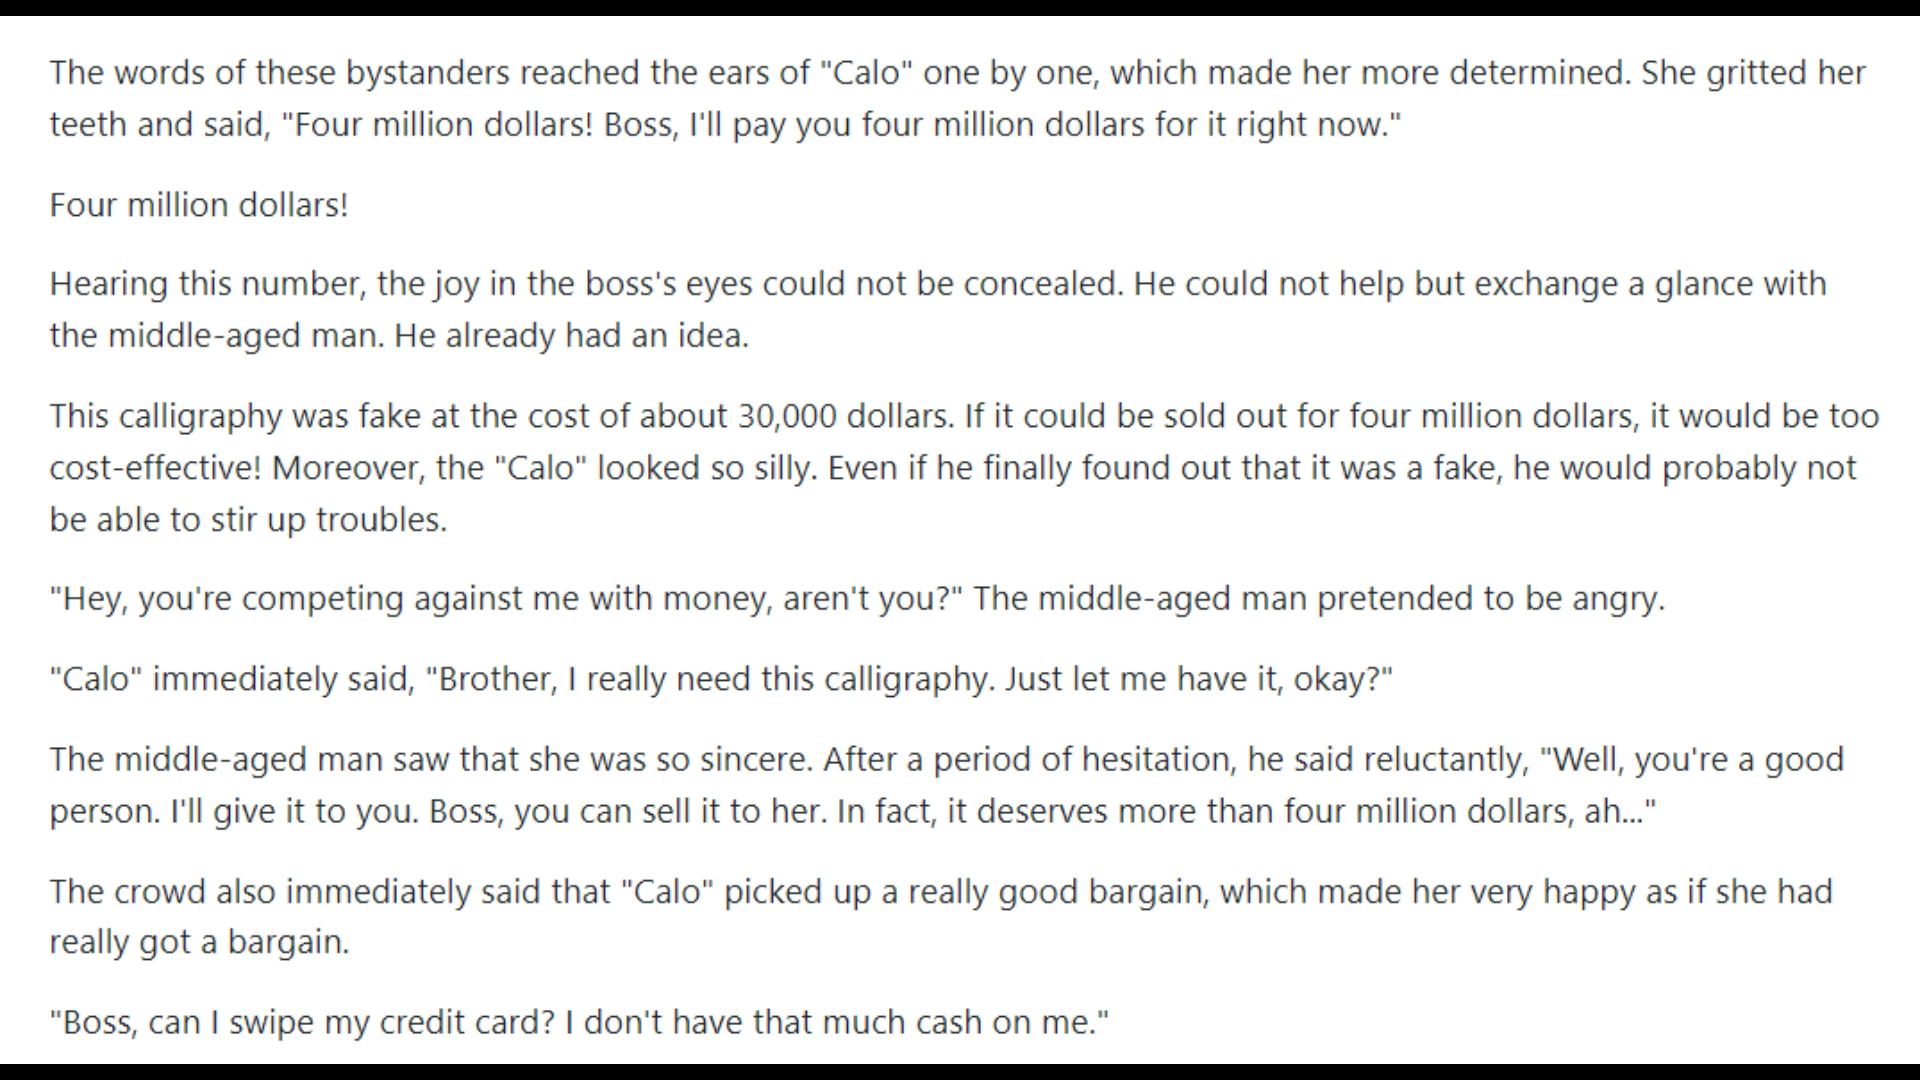 The words of these bystanders reached the ears of "Calo" one by one, which made her more determined. She gritted her
teeth and said, "Four million dollars! Boss, I'll pay you four million dollars for it right now."
Four million dollars!
Hearing this number, the joy in the boss's eyes could not be concealed. He could not help but exchange a glance with
the middle-aged man. He already had an idea.
This calligraphy was fake at the cost of about 30,000 dollars. If it could be sold out for four million dollars, it would be too
cost-effective! Moreover, the "Calo" looked so silly. Even if he finally found out that it was a fake, he would probably not
be able to stir up troubles.
"Hey, you're competing against me with money, aren't you?" The middle-aged man pretended to be angry.
"Calo" immediately said, "Brother, I really need this calligraphy. Just let me have it, okay?"
The middle-aged man saw that she was so sincere. After a period of hesitation, he said reluctantly, "Well, you're a good
person. I'll give it to you. Boss, you can sell it to her. In fact, it deserves more than four million dollars, ah..."
The crowd also immediately said that "Calo" picked up a really good bargain, which made her very happy as if she had
really got a bargain.
"Boss, can I swipe my credit card? I don't have that much cash on me."